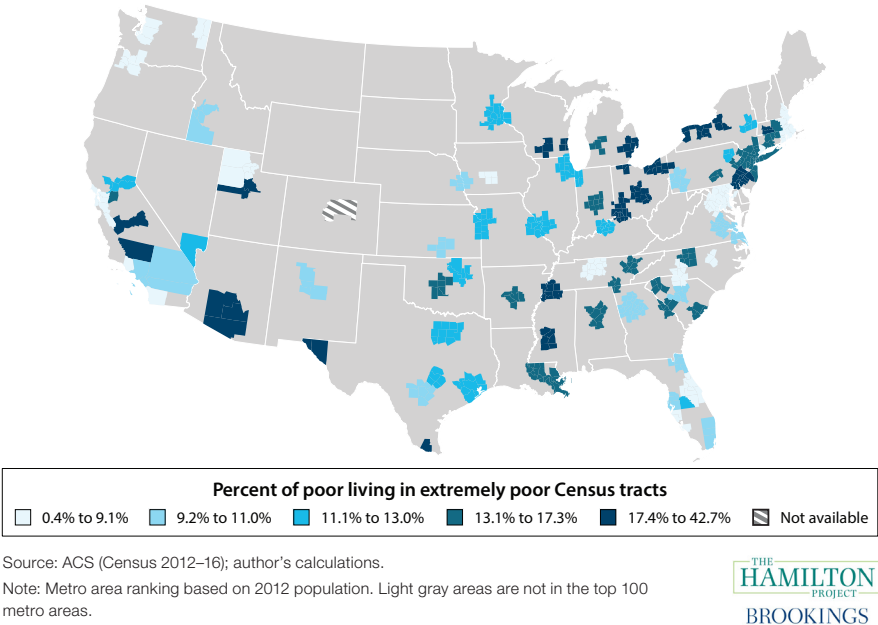 Percent of poor living in extremely poor Census tracts
0.4% to 9.1% 9.2% to 11.0% 11.1% to 13.0% 13.1% to 17.3% 17.4% to 42.7% Not available
Source: ACS (Census 2012–16); author’s calculations.
Note: Metro area ranking based on 2012 population. Light gray areas are not in the top 100
metro areas.
THE
HAMILTON
PROJECT
BROOKINGS